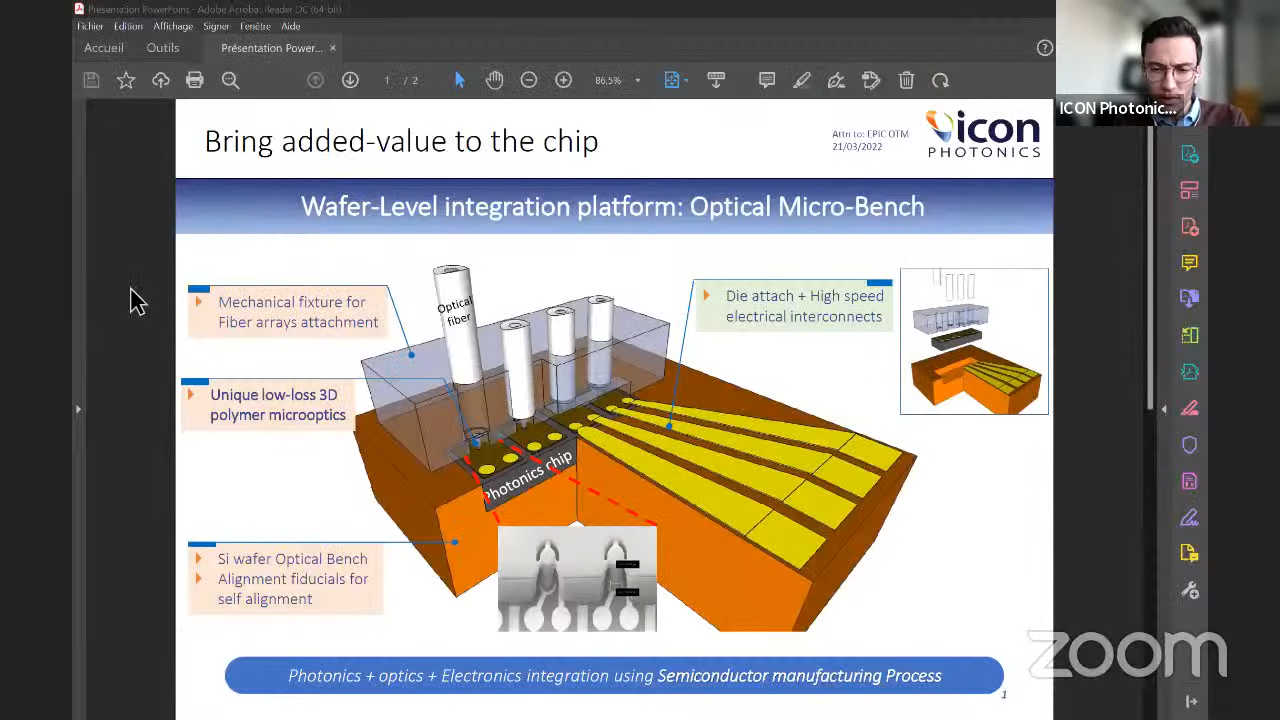 Présentation PowerPoint - Adobe Acrobat Reader DC (64-bit)
Fichier Edition Affichage Signer Fenêtre Aide
Accueil Outils Présentation Power... ×
1 / 2 86,5%
ICON Photonic...
Bring added-value to the chip
Attn to: EPIC OTM
21/03/2022
icon
PHOTONICS
Wafer-Level integration platform: Optical Micro-Bench
Mechanical fixture for
Fiber arrays attachment
Optical
fiber
Die attach + High speed
electrical interconnects
Unique low-loss 3D
polymer microoptics
Photonics chip
Si wafer Optical Bench
Alignment fiducials for
self alignment
Photonics + optics + Electronics integration using Semiconductor manufacturing Process
1
zoom